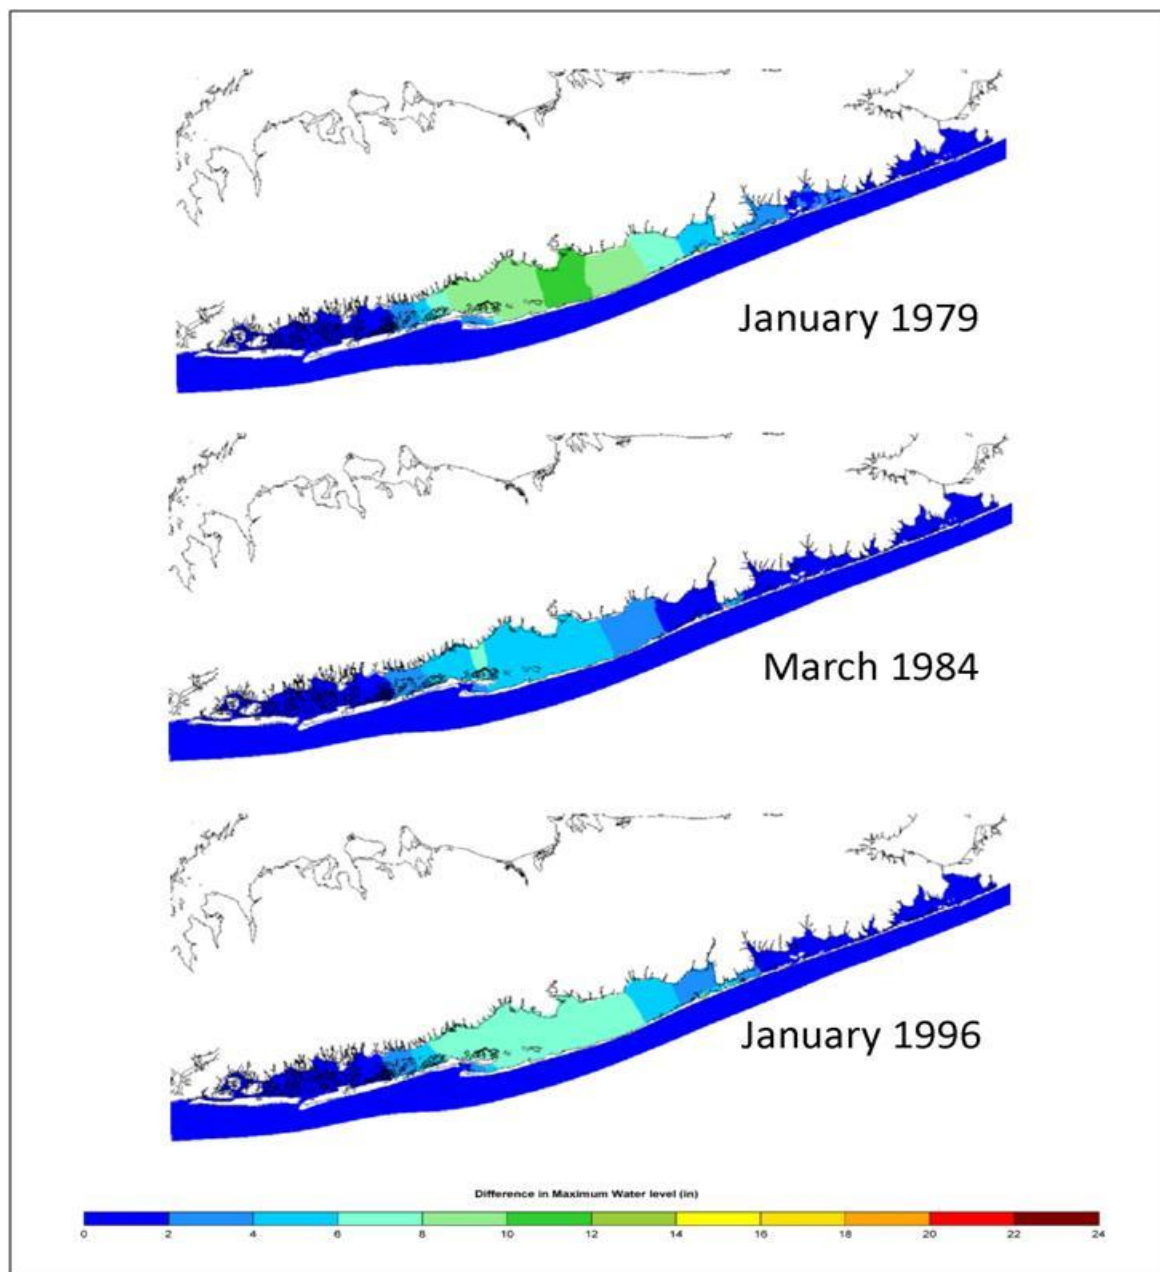 January 1979
March 1984
January 1996
Difference in Maximum Water level (in)
0 2 4 6 8 10 12 14 16 18 20 22 24